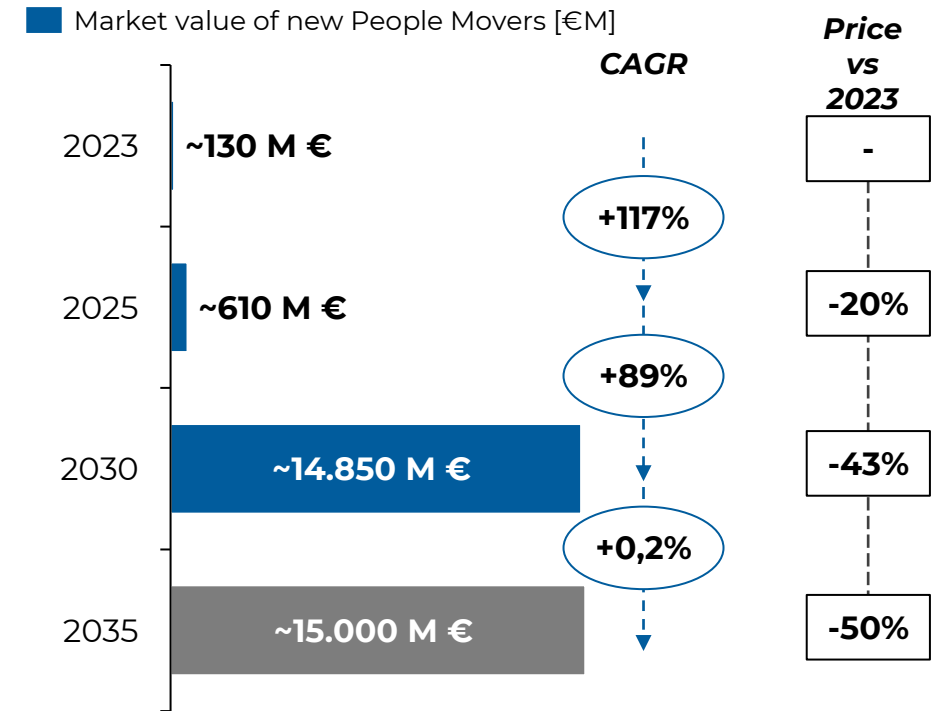 Market value of new People Movers [€M]
CAGR
Price
vs
2023
2023
~130 M €
-
+117%
2025
~610 M €
-20%
+89%
2030
~14.850 M €
-43%
+0,2%
2035
~15.000 M €
-50%